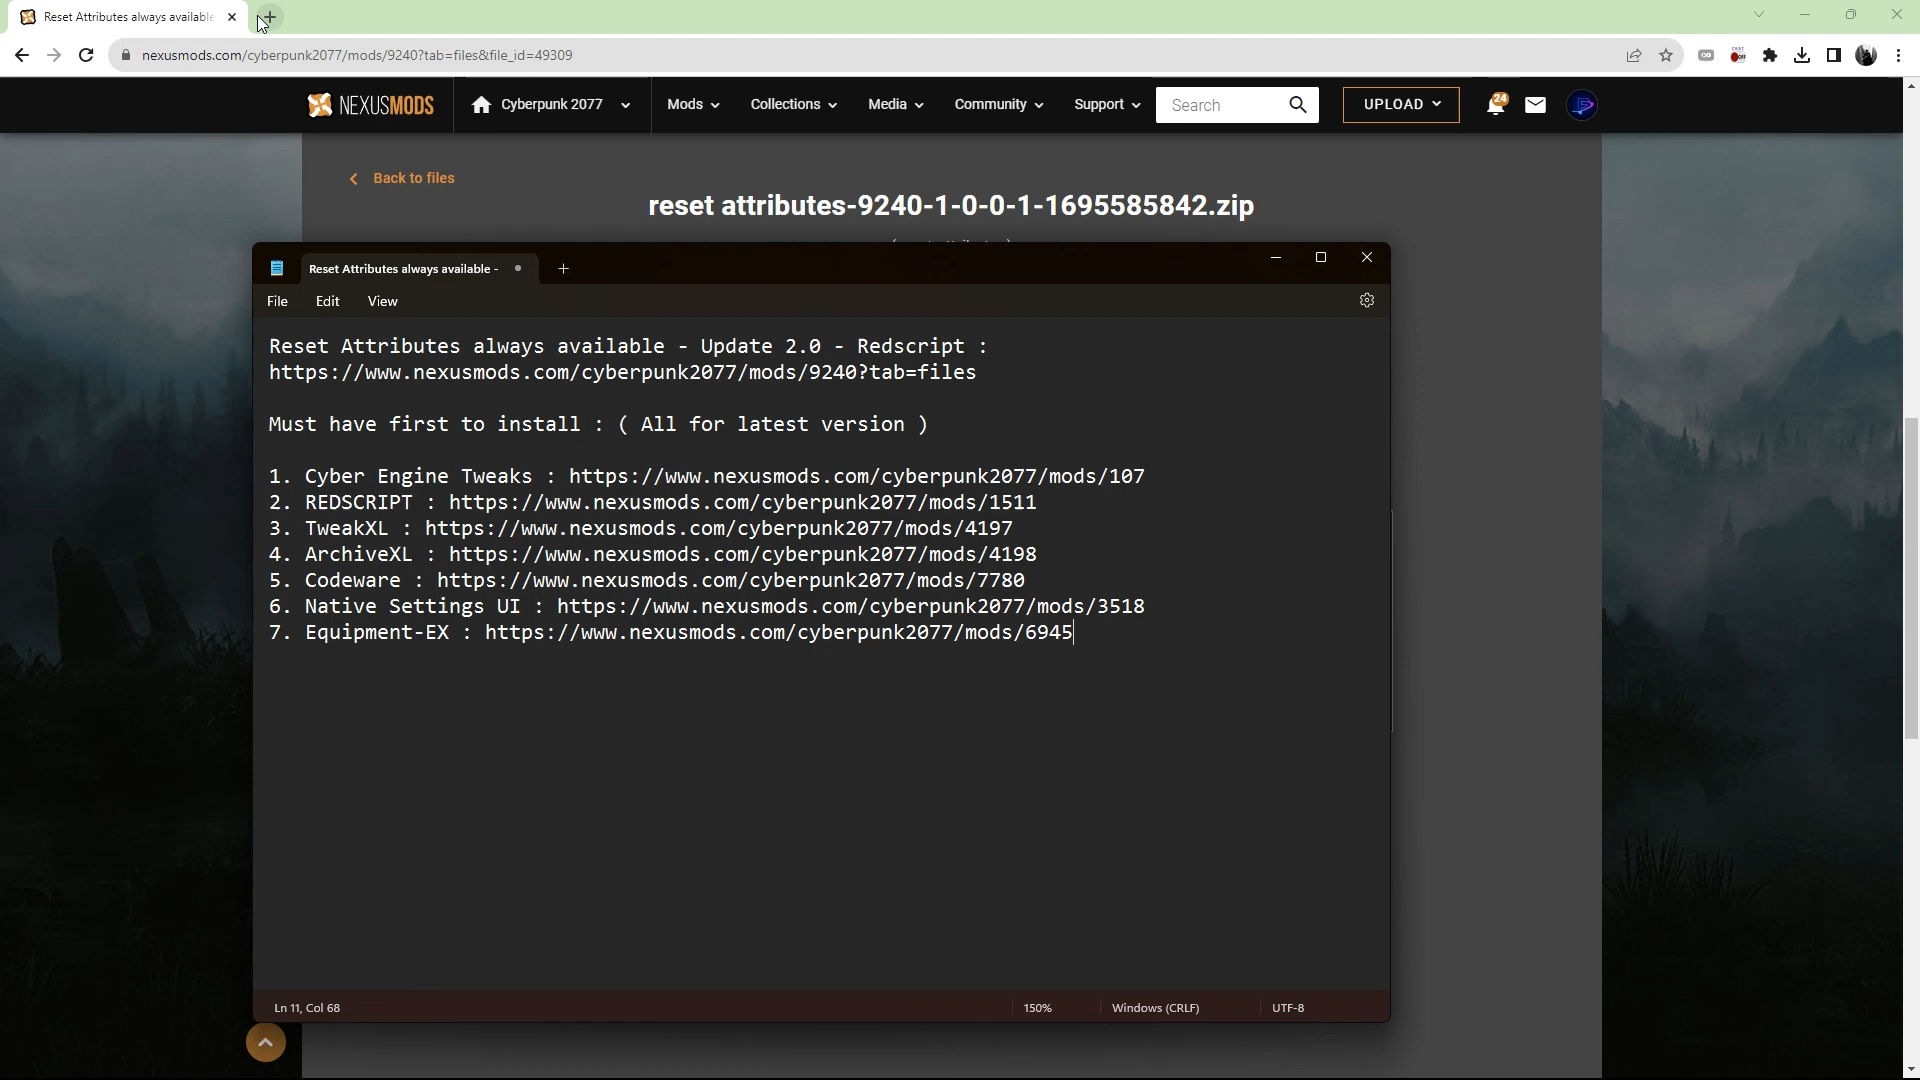 Reset Attributes always available
nexusmods.com/cyberpunk2077/mods/9240?tab=files&file_id=49309
NEXUSMODS
Cyberpunk 2077
Mods
Collections
Media
Community
Support
Search
UPLOAD
24
Back to files
reset attributes-9240-1-0-0-1-1695585842.zip
Reset Attributes always available -
File Edit View
Reset Attributes always available - Update 2.0 - Redscript :
https://www.nexusmods.com/cyberpunk2077/mods/9240?tab=files
Must have first to install : ( All for latest version )
1. Cyber Engine Tweaks : https://www.nexusmods.com/cyberpunk2077/mods/107
2. REDSCRIPT : https://www.nexusmods.com/cyberpunk2077/mods/1511
3. TweakXL : https://www.nexusmods.com/cyberpunk2077/mods/4197
4. ArchiveXL : https://www.nexusmods.com/cyberpunk2077/mods/4198
5. Codeware : https://www.nexusmods.com/cyberpunk2077/mods/7780
6. Native Settings UI : https://www.nexusmods.com/cyberpunk2077/mods/3518
7. Equipment-EX : https://www.nexusmods.com/cyberpunk2077/mods/6945
Ln 11, Col 68
150%
Windows (CRLF)
UTF-8